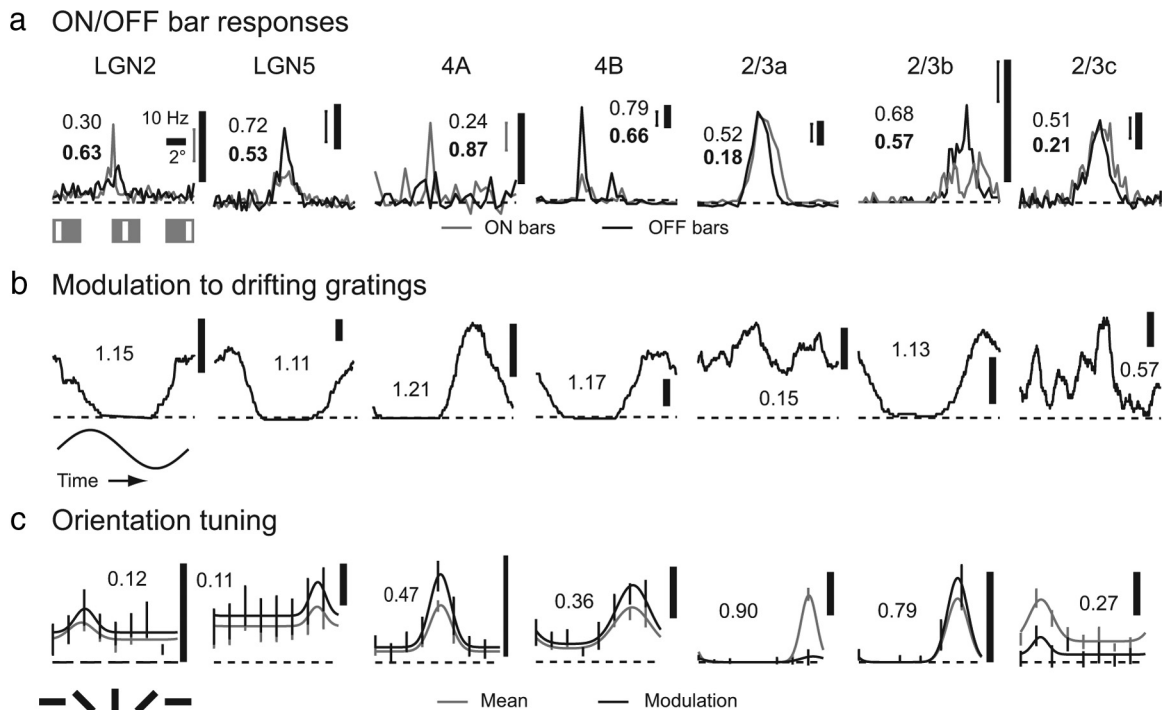 a ON/OFF bar responses
LGN2 LGN5 4A 4B 2/3a 2/3b 2/3c
0.30 10 Hz 0.72 0.24 0.79 0.52 0.68 0.51
0.63 2° 0.53 0.87 0.66 0.18 0.57 0.21
ON bars OFF bars
b Modulation to drifting gratings
1.15 1.11 1.21 1.17 0.15 1.13 0.57
Time
c Orientation tuning
0.12 0.11 0.47 0.36 0.90 0.79 0.27
Mean Modulation